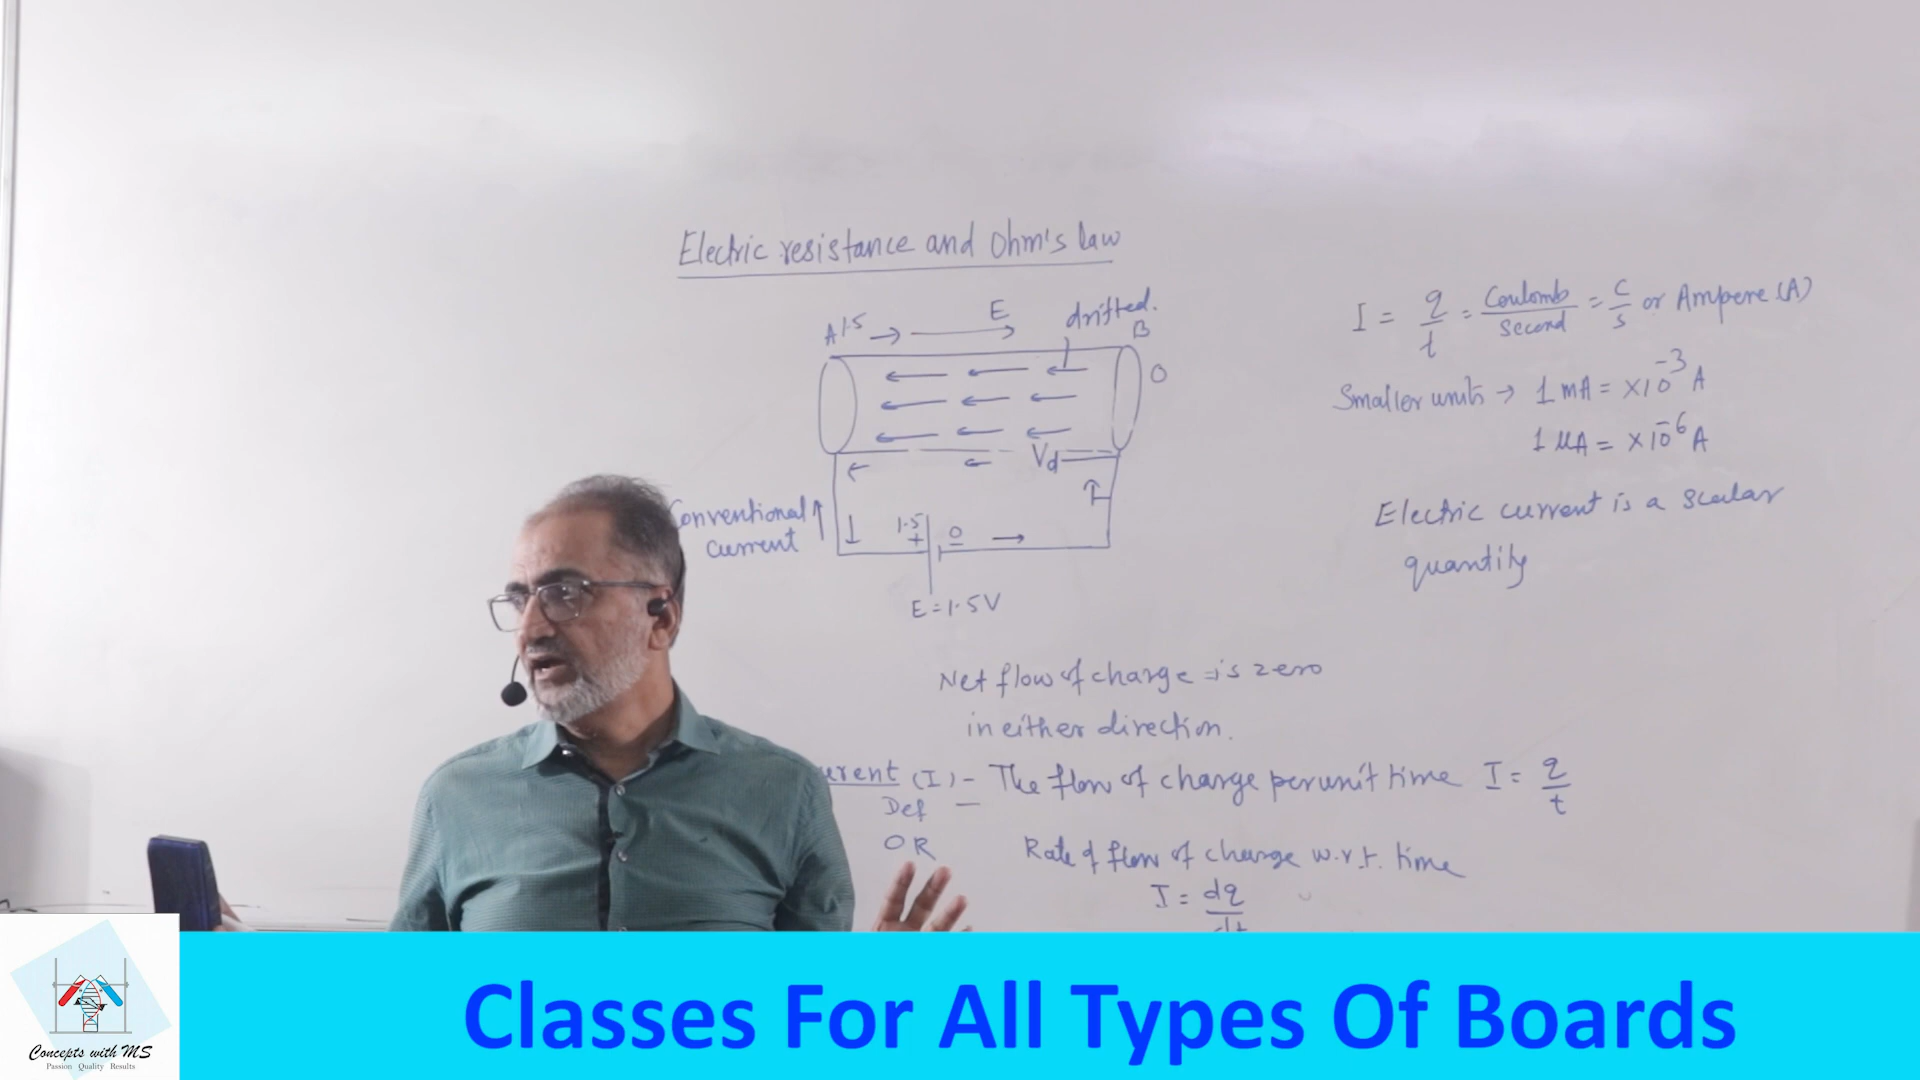 Electric resistance and Ohm's law
A 1.5 → E drifted.
B
O
Vd
Conventional
current
1.5 O
+ -
E = 1.5 V
I = q/t = Coulomb/Second = C/s or Ampere (A)
Smaller units → 1 mA = ×10⁻³ A
1 μA = ×10⁻⁶ A
Electric current is a scalar
quantity
Net flow of charge is zero
in either direction.
urrent (I) - The flow of charge per unit time I = q/t
Def
OR Rate of flow of charge w.r.t. time
I = dq/dt
Concepts with MS
Passion Quality Results
Classes For All Types Of Boards